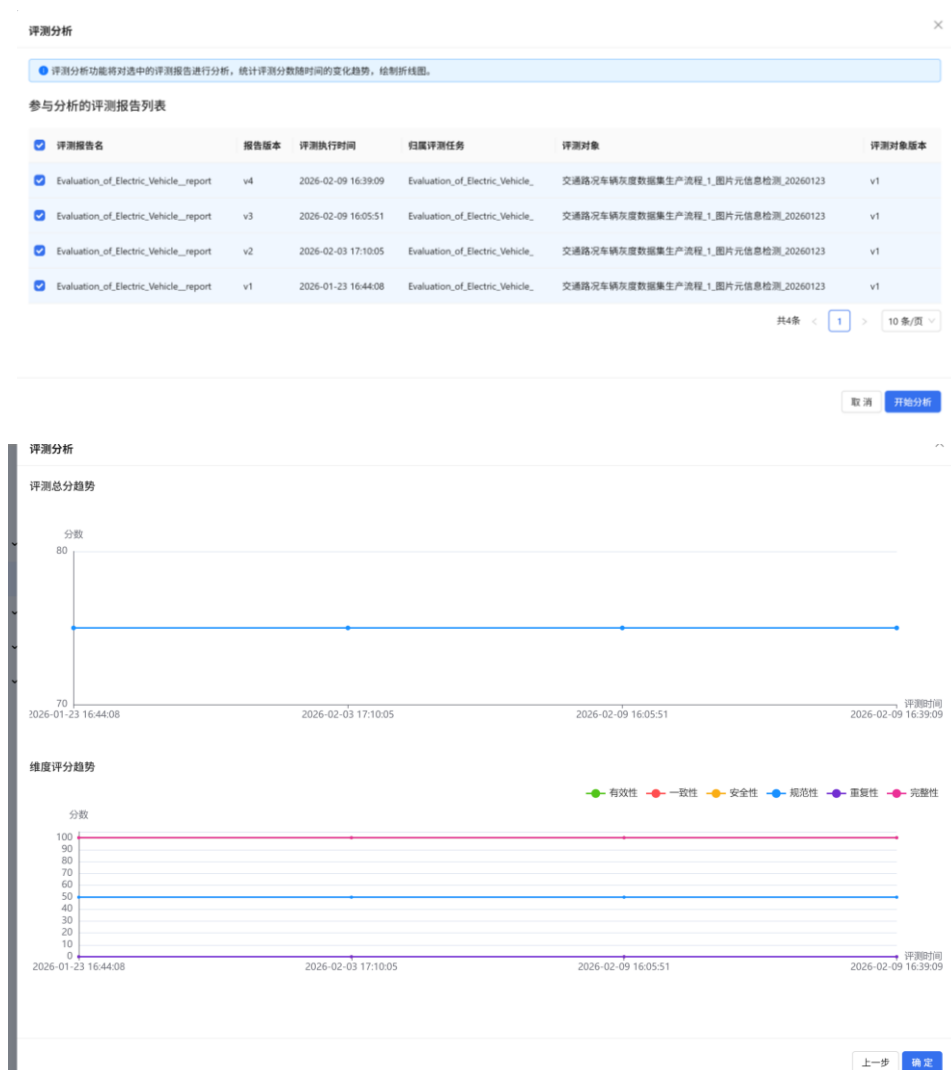 评测分析
评测分析功能将对选中的评测报告进行分析，统计评测分数随时间的变化趋势，绘制折线图。
参与分析的评测报告列表
评测报告名 报告版本 评测执行时间 归属评测任务 评测对象 评测对象版本
Evaluation_of_Electric_Vehicle__report v4 2026-02-09 16:39:09 Evaluation_of_Electric_Vehicle_ 交通路况车辆灰度数据集生产流程_1_图片元信息检测_20260123 v1
Evaluation_of_Electric_Vehicle__report v3 2026-02-09 16:05:51 Evaluation_of_Electric_Vehicle_ 交通路况车辆灰度数据集生产流程_1_图片元信息检测_20260123 v1
Evaluation_of_Electric_Vehicle__report v2 2026-02-03 17:10:05 Evaluation_of_Electric_Vehicle_ 交通路况车辆灰度数据集生产流程_1_图片元信息检测_20260123 v1
Evaluation_of_Electric_Vehicle__report v1 2026-01-23 16:44:08 Evaluation_of_Electric_Vehicle_ 交通路况车辆灰度数据集生产流程_1_图片元信息检测_20260123 v1
共4条 < 1 > 10 条/页
取消 开始分析
评测分析
评测总分趋势
分数
80
70
评测时间
2026-01-23 16:44:08 2026-02-03 17:10:05 2026-02-09 16:05:51 2026-02-09 16:39:09
维度评分趋势
有效性 一致性 安全性 规范性 重复性 完整性
分数
100
90
80
70
60
50
40
30
20
10
0
评测时间
2026-01-23 16:44:08 2026-02-03 17:10:05 2026-02-09 16:05:51 2026-02-09 16:39:09
上一步 确定